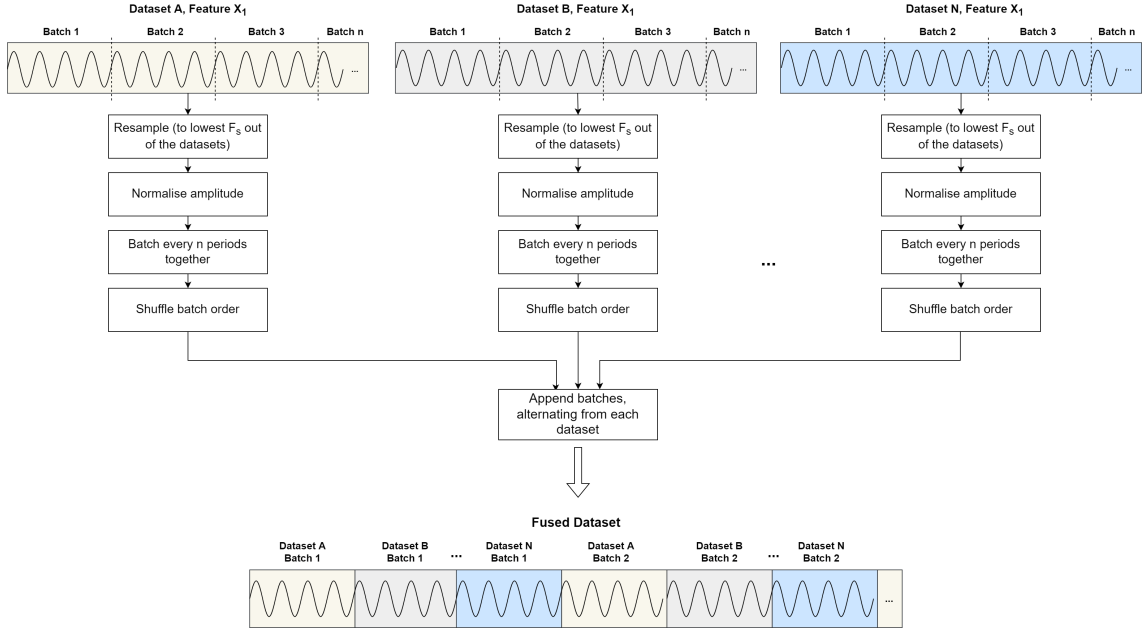 Dataset A, Feature X1
Dataset B, Feature X1
Dataset N, Feature X1
Batch 1 Batch 2 Batch 3 Batch n
Batch 1 Batch 2 Batch 3 Batch n
Batch 1 Batch 2 Batch 3 Batch n
...
...
...
Resample (to lowest Fs out
of the datasets)
Resample (to lowest Fs out
of the datasets)
Resample (to lowest Fs out
of the datasets)
Normalise amplitude
Normalise amplitude
Normalise amplitude
Batch every n periods
together
Batch every n periods
together
...
Batch every n periods
together
Shuffle batch order
Shuffle batch order
Shuffle batch order
Append batches,
alternating from each
dataset
Fused Dataset
Dataset A
Batch 1
Dataset B
Batch 1
...
Dataset N
Batch 1
Dataset A
Batch 2
Dataset B
Batch 2
...
Dataset N
Batch 2
...